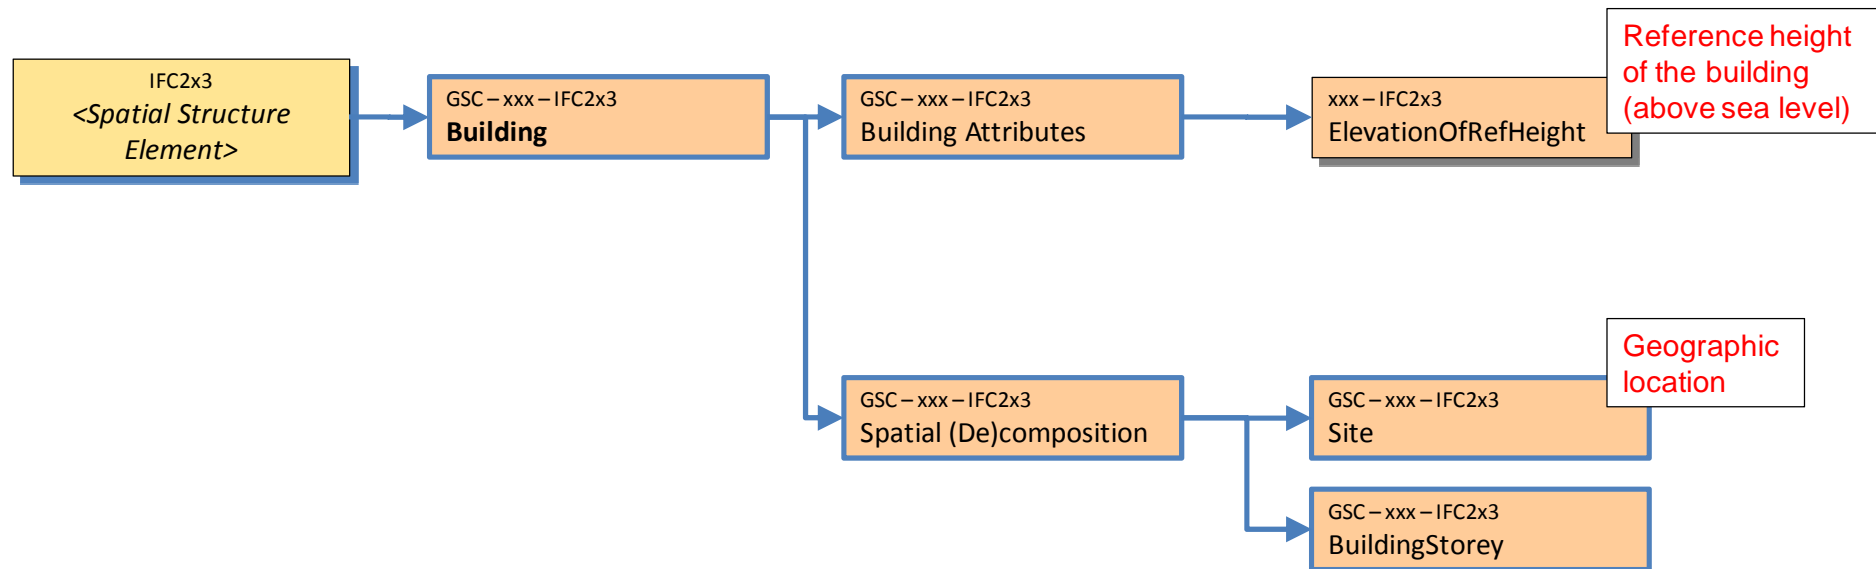 IFC2x3
<Spatial Structure
Element>
GSC – xxx – IFC2x3
Building
GSC – xxx – IFC2x3
Building Attributes
xxx – IFC2x3
ElevationOfRefHeight
Reference height
of the building
(above sea level)
GSC – xxx – IFC2x3
Spatial (De)composition
GSC – xxx – IFC2x3
Site
Geographic
location
GSC – xxx – IFC2x3
BuildingStorey